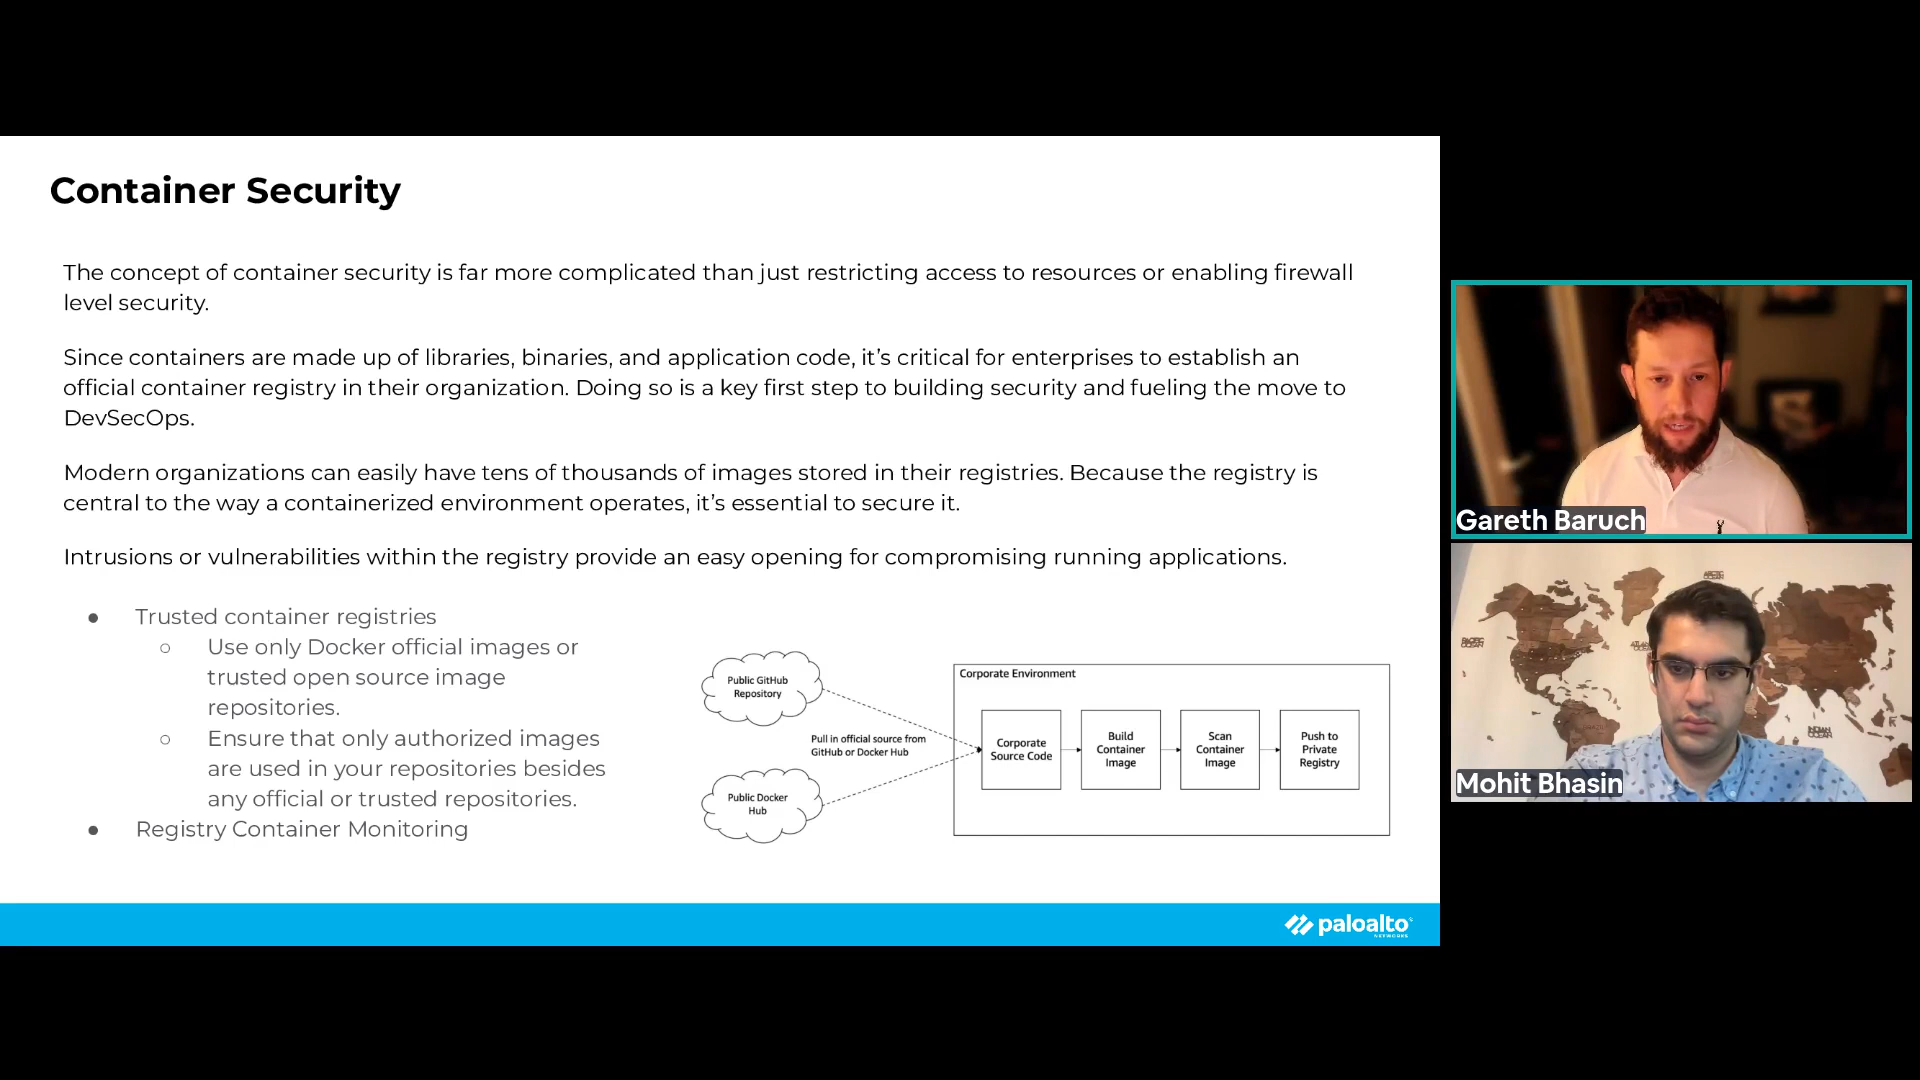 Container Security
The concept of container security is far more complicated than just restricting access to resources or enabling firewall
level security.
Since containers are made up of libraries, binaries, and application code, it’s critical for enterprises to establish an
official container registry in their organization. Doing so is a key first step to building security and fueling the move to
DevSecOps.
Modern organizations can easily have tens of thousands of images stored in their registries. Because the registry is
central to the way a containerized environment operates, it’s essential to secure it.
Intrusions or vulnerabilities within the registry provide an easy opening for compromising running applications.
● Trusted container registries
○ Use only Docker official images or
trusted open source image
repositories.
○ Ensure that only authorized images
are used in your repositories besides
any official or trusted repositories.
● Registry Container Monitoring
Public GitHub
Repository
Pull in official source from
GitHub or Docker Hub
Public Docker
Hub
Corporate Environment
Corporate
Source Code
Build
Container
Image
Scan
Container
Image
Push to
Private
Registry
paloalto
NETWORKS
Gareth Baruch
ARCTIC
OCEAN
PACIFIC
OCEAN
INDIAN
OCEAN
Mohit Bhasin